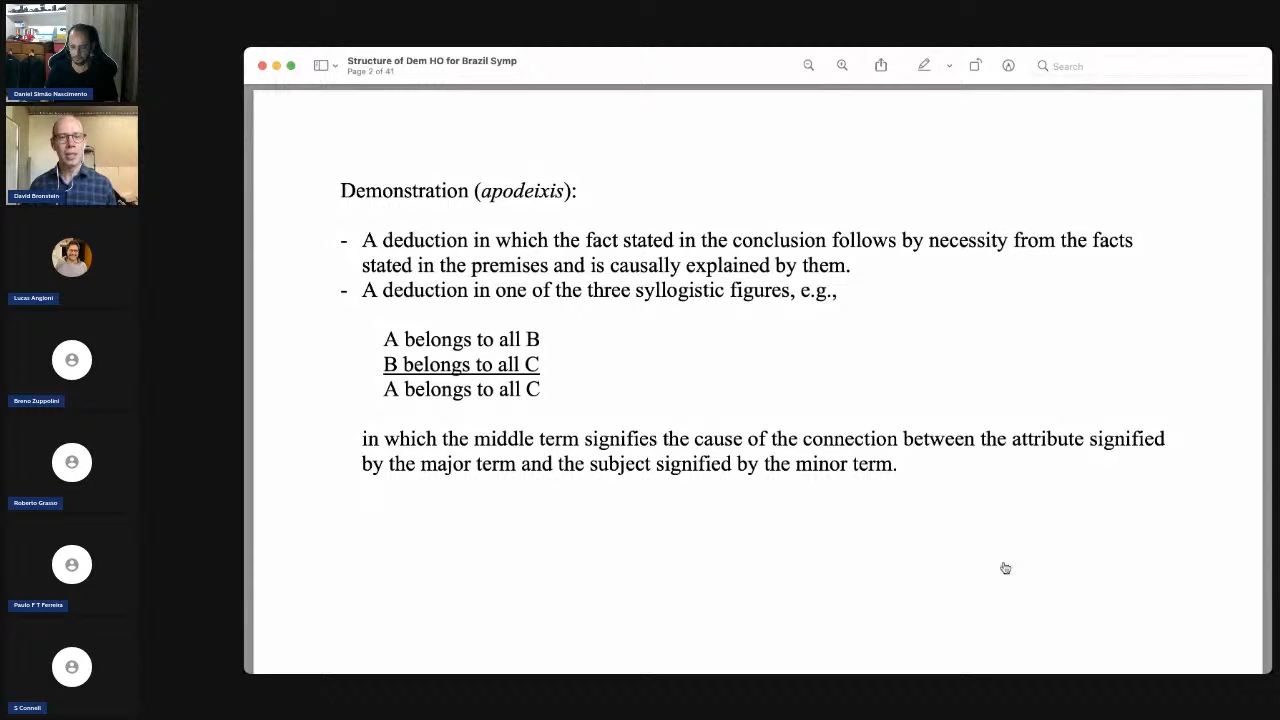 Daniel Simão Nascimento
David Bronstein
Lucas Angioni
Breno Zuppolini
Roberto Grasso
Paulo F T Ferreira
S Connell
Structure of Dem HO for Brazil Symp
Page 2 of 41
Search
Demonstration (apodeixis):
- A deduction in which the fact stated in the conclusion follows by necessity from the facts
stated in the premises and is causally explained by them.
- A deduction in one of the three syllogistic figures, e.g.,
A belongs to all B
B belongs to all C
A belongs to all C
in which the middle term signifies the cause of the connection between the attribute signified
by the major term and the subject signified by the minor term.